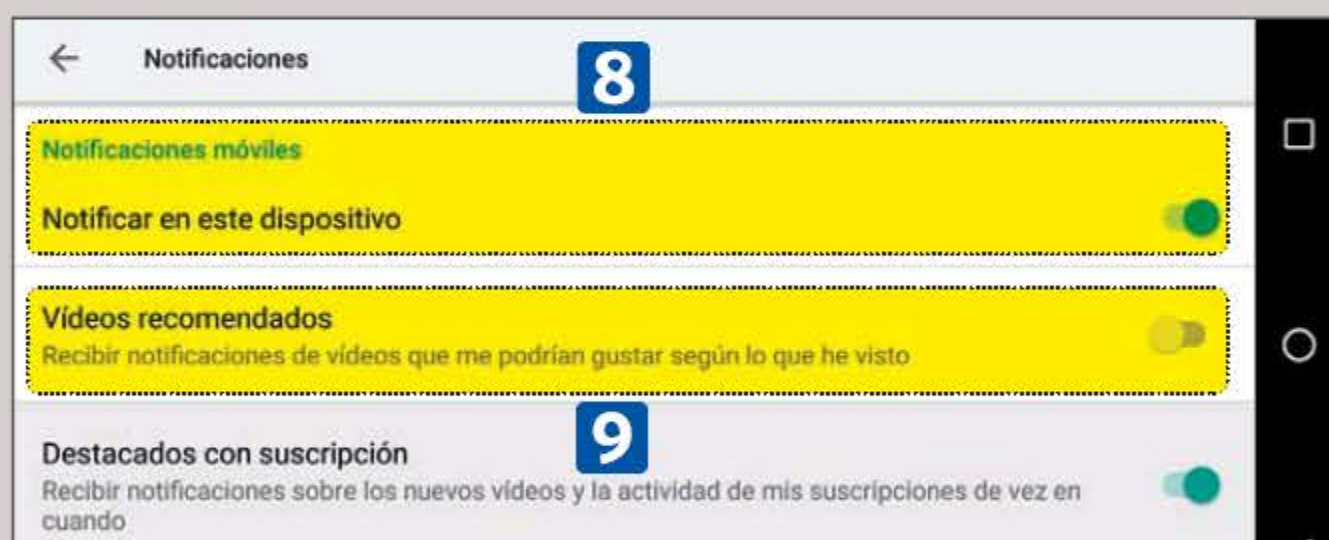 Notificaciones
8
Notificaciones móviles
Notificar en este dispositivo
Vídeos recomendados
Recibir notificaciones de vídeos que me podrían gustar según lo que he visto
9
Destacados con suscripción
Recibir notificaciones sobre los nuevos vídeos y la actividad de mis suscripciones de vez en
cuando